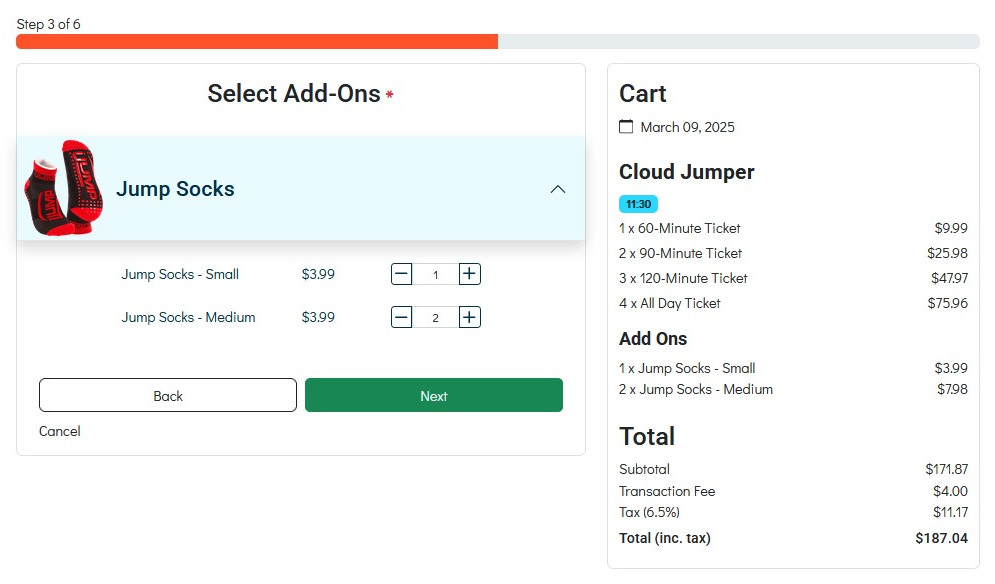 Step 3 of 6
Select Add-Ons *
JUMP JUMP
Jump Socks
Jump Socks - Small $3.99 1
Jump Socks - Medium $3.99 2
Back Next
Cancel
Cart
March 09, 2025
Cloud Jumper
11:30
1 x 60-Minute Ticket $9.99
2 x 90-Minute Ticket $25.98
3 x 120-Minute Ticket $47.97
4 x All Day Ticket $75.96
Add Ons
1 x Jump Socks - Small $3.99
2 x Jump Socks - Medium $7.98
Total
Subtotal $171.87
Transaction Fee $4.00
Tax (6.5%) $11.17
Total (inc. tax) $187.04